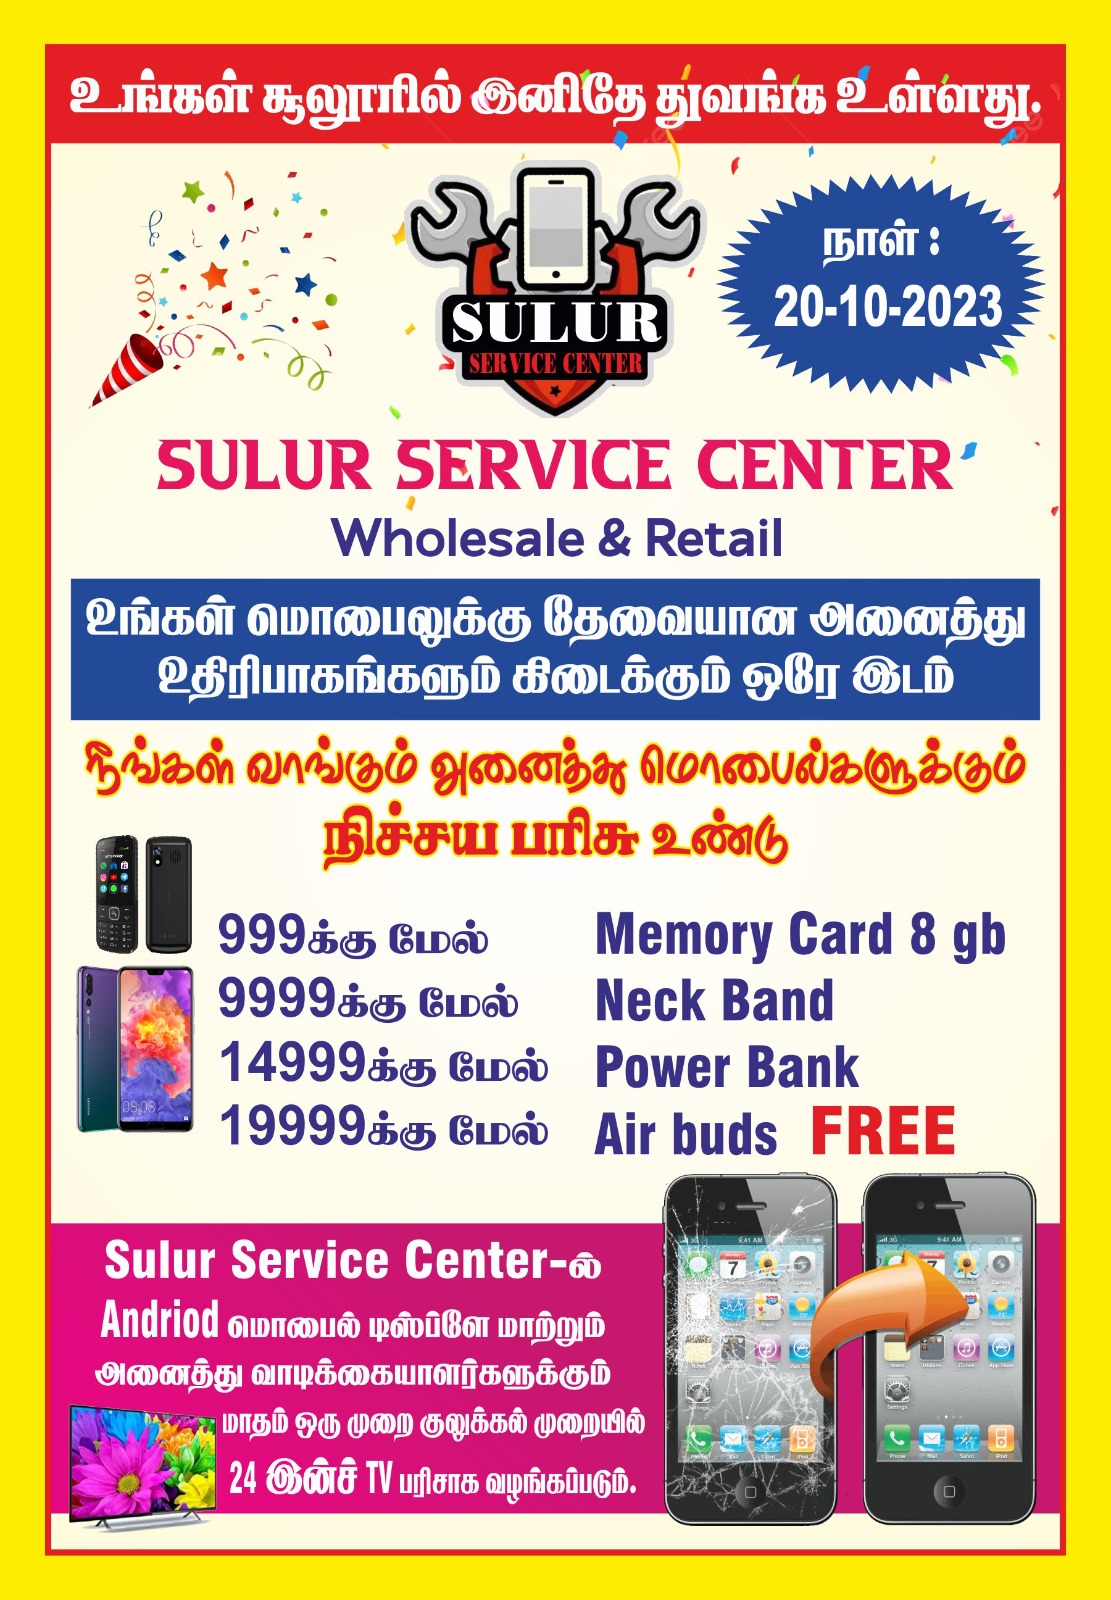 உங்கள் சூலூரில் இனிதே துவங்க உள்ளது.
SULUR
SERVICE CENTER
நாள் :
20-10-2023
SULUR SERVICE CENTER
Wholesale & Retail
உங்கள் மொபைலுக்கு தேவையான அனைத்து
உதிரிபாகங்களும் கிடைக்கும் ஒரே இடம்
நீங்கள் வாங்கும் அனைத்து மொபைல்களுக்கும்
நிச்சய பரிசு உண்டு
999க்கு மேல் Memory Card 8 gb
9999க்கு மேல் Neck Band
14999க்கு மேல் Power Bank
19999க்கு மேல் Air buds FREE
Sulur Service Center-ல்
Andriod மொபைல் டிஸ்ப்ளே மாற்றும்
அனைத்து வாடிக்கையாளர்களுக்கும்
மாதம் ஒரு முறை குலுக்கல் முறையில்
24 இன்ச் TV பரிசாக வழங்கப்படும்.